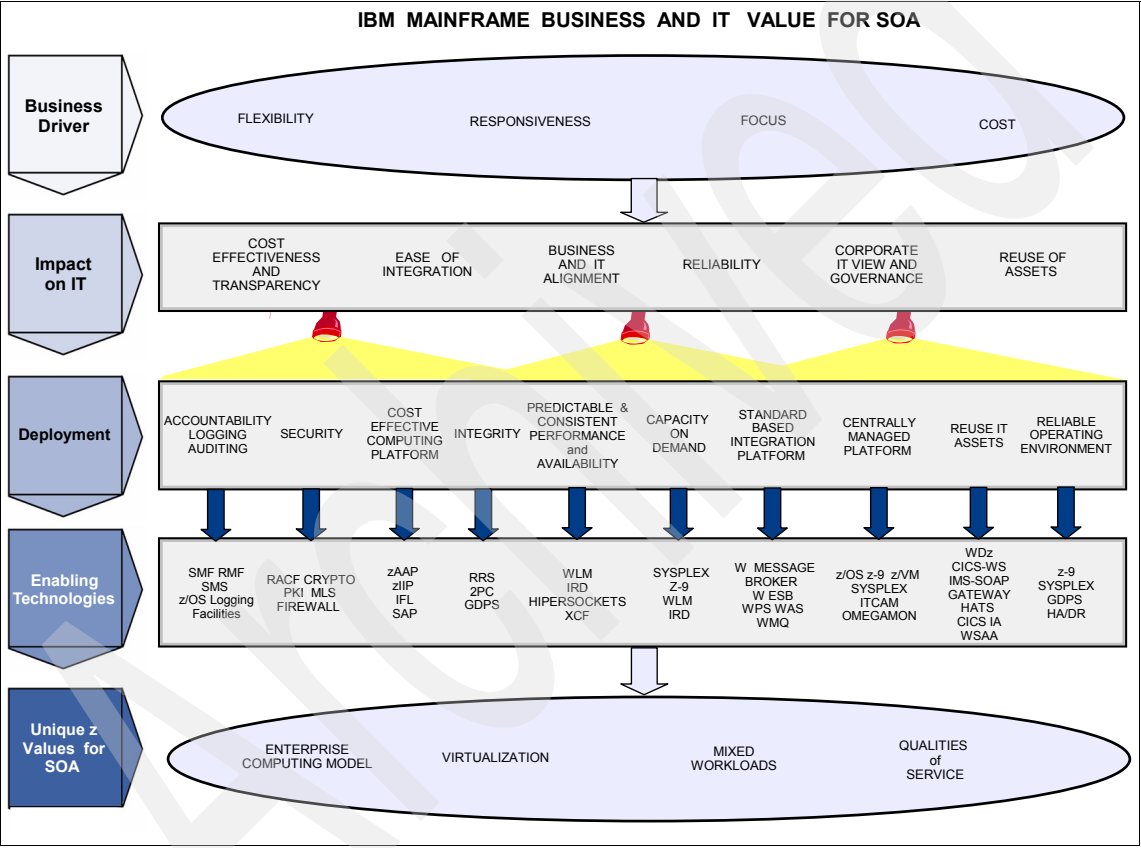 IBM MAINFRAME BUSINESS AND IT VALUE FOR SOA
Business
Driver
FLEXIBILITY
RESPONSIVENESS
FOCUS
COST
Impact
on IT
COST
EFFECTIVENESS
AND
TRANSPARENCY
EASE OF
INTEGRATION
BUSINESS
AND IT
ALIGNMENT
RELIABILITY
CORPORATE
IT VIEW AND
GOVERNANCE
REUSE OF
ASSETS
Deployment
ACCOUNTABILITY
LOGGING
AUDITING
SECURITY
COST
EFFECTIVE
COMPUTING
PLATFORM
INTEGRITY
PREDICTABLE &
CONSISTENT
PERFORMANCE
and
AVAILABILITY
CAPACITY
ON
DEMAND
STANDARD
BASED
INTEGRATION
PLATFORM
CENTRALLY
MANAGED
PLATFORM
REUSE IT
ASSETS
RELIABLE
OPERATING
ENVIRONMENT
Enabling
Technologies
SMF RMF
SMS
z/OS Logging
Facilities
RACF CRYPTO
PKI MLS
FIREWALL
zAAP
zIIP
IFL
SAP
RRS
2PC
GDPS
WLM
IRD
HIPERSOCKETS
XCF
SYSPLEX
Z-9
WLM
IRD
W MESSAGE
BROKER
W ESB
WPS WAS
WMQ
z/OS z-9 z/VM
SYSPLEX
ITCAM
OMEGAMON
WDz
CICS-WS
IMS-SOAP
GATEWAY
HATS
CICS IA
WSAA
z-9
SYSPLEX
GDPS
HA/DR
Unique z
Values for
SOA
ENTERPRISE
COMPUTING MODEL
VIRTUALIZATION
MIXED
WORKLOADS
QUALITIES
of
SERVICE
Archived